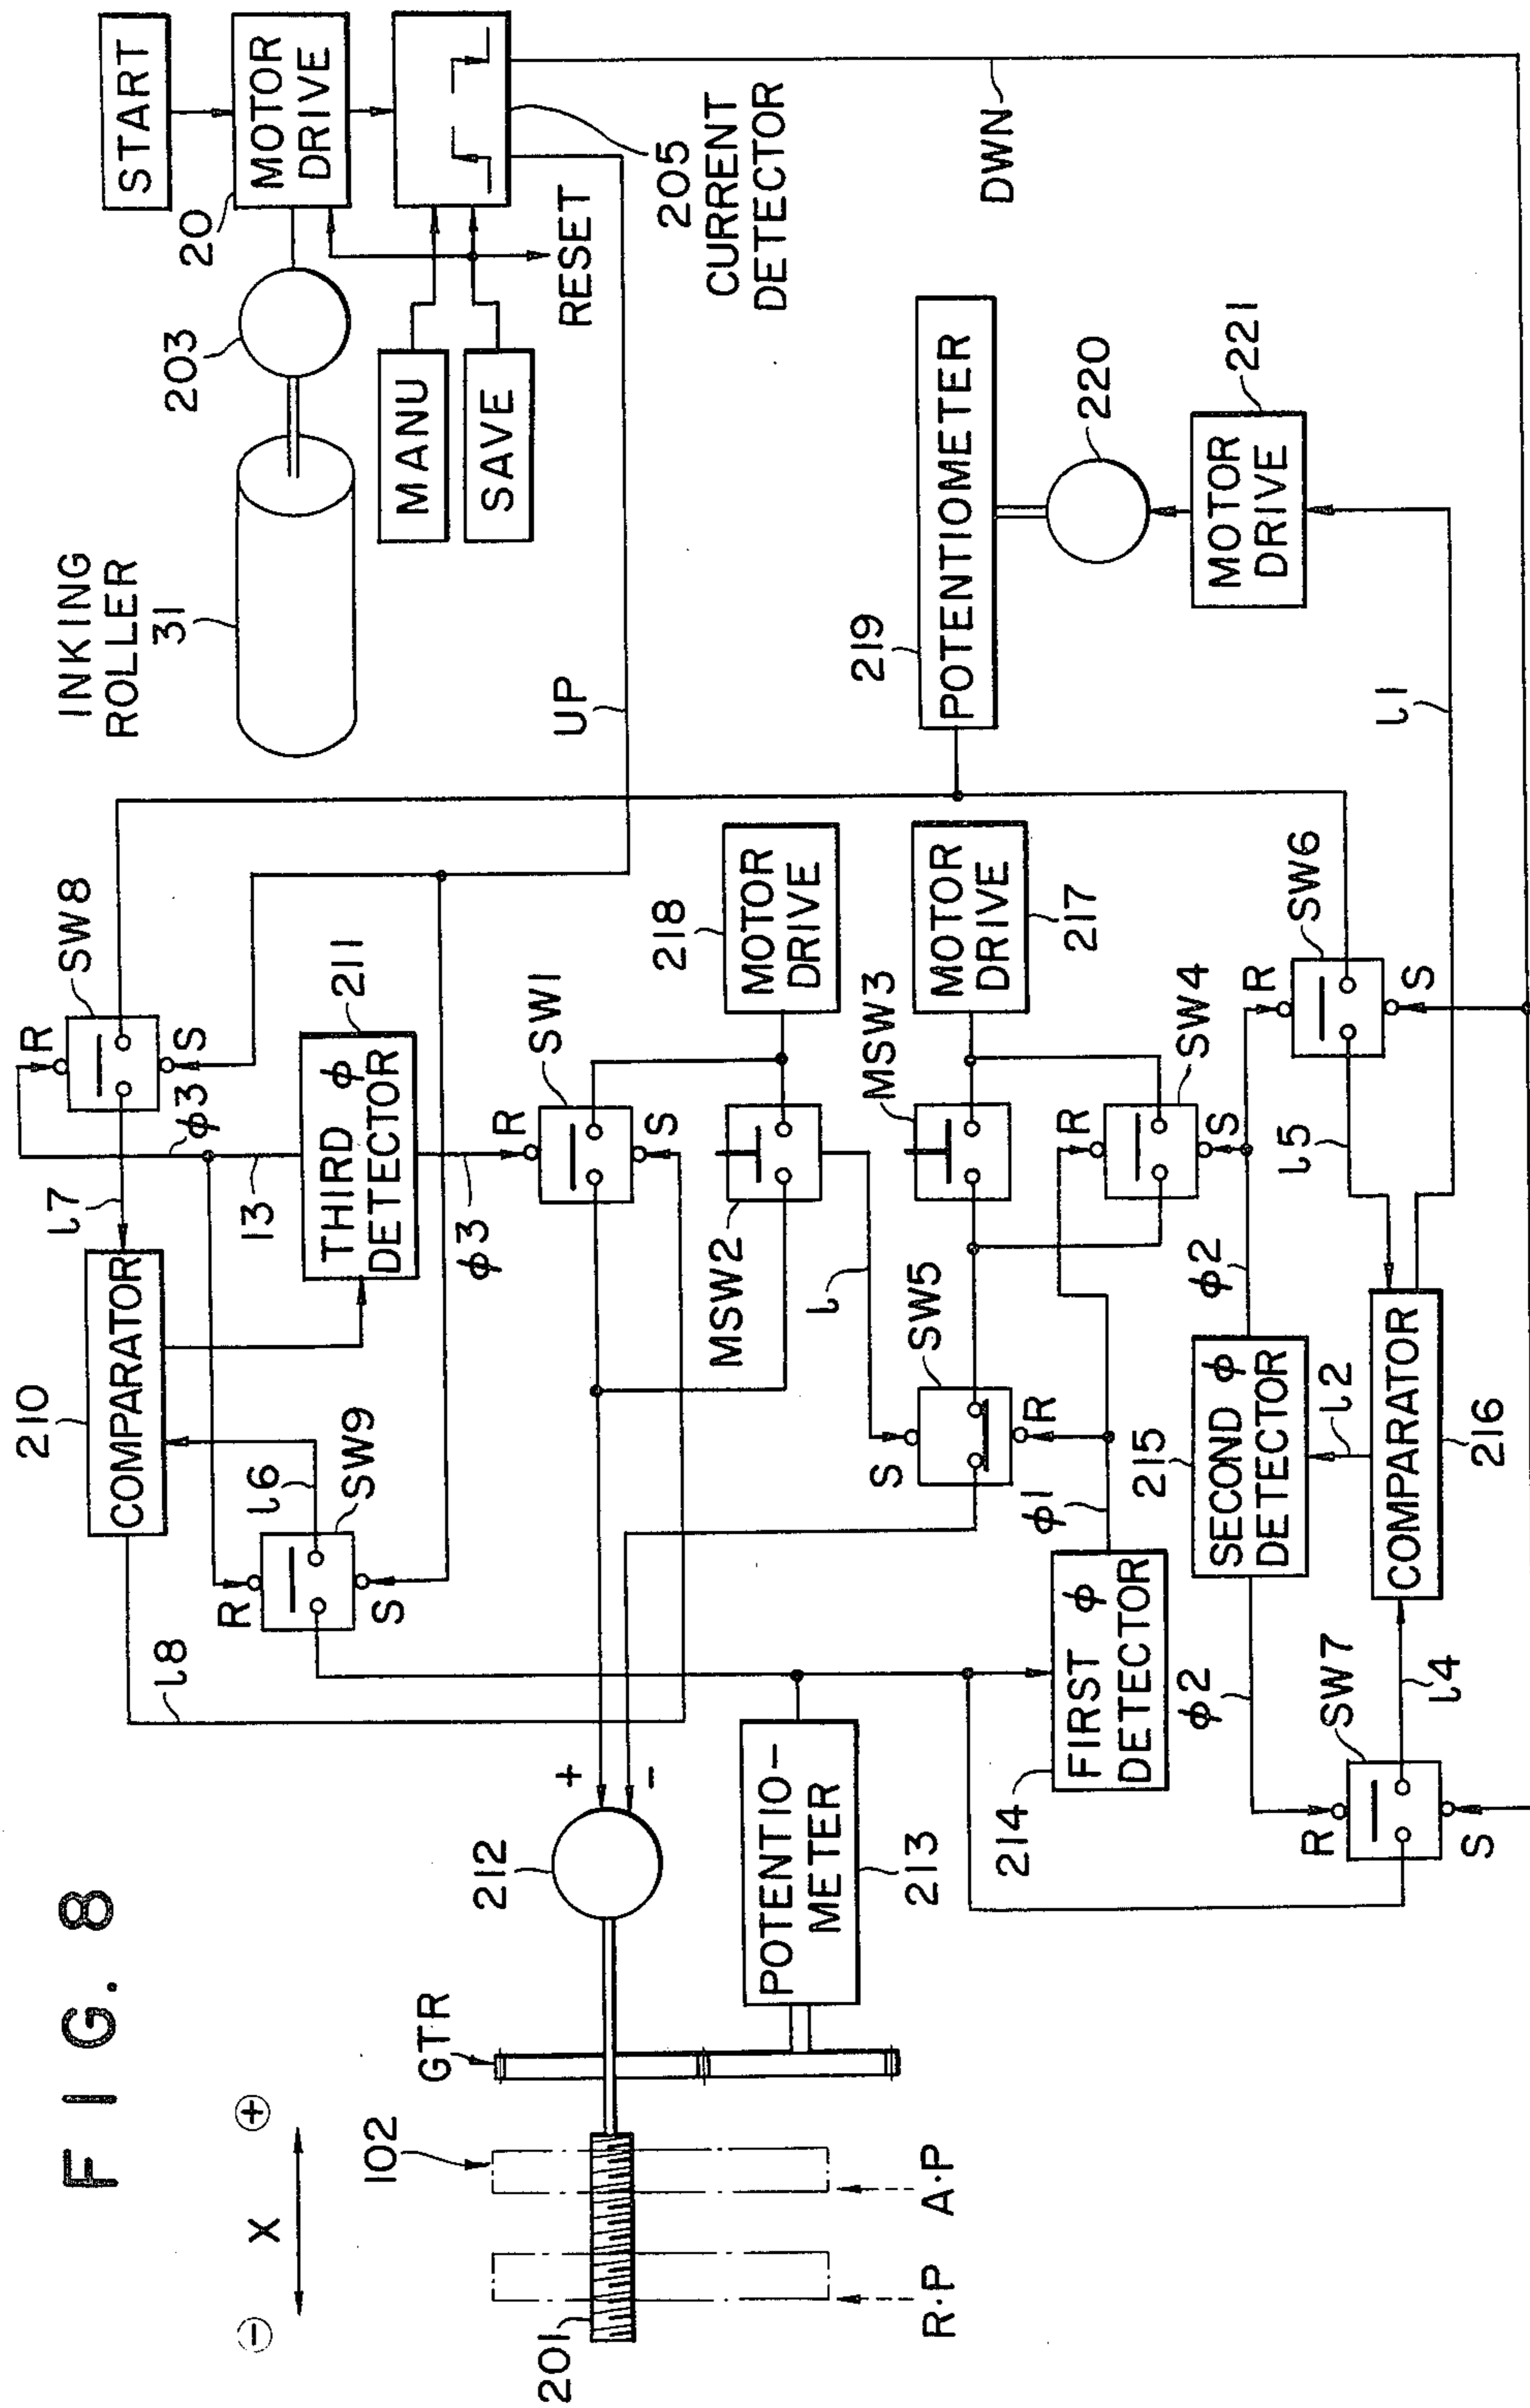 FIG. 8
START
MOTOR
DRIVE
20
203
INKING
ROLLER
31
MANU
SAVE
RESET
205
CURRENT
DETECTOR
UP
DWN
SW8
R
S
φ3
l7
13
211
THIRD φ
DETECTOR
φ3
210
COMPARATOR
l6
SW9
R
S
l8
SW1
R
S
218
MOTOR
DRIVE
MSW2
l
MSW3
MOTOR
DRIVE
217
SW5
S
R
SW4
R
S
φ1
FIRST φ
DETECTOR
214
φ2
215
SECOND φ
DETECTOR
φ2
l2
COMPARATOR
216
l4
SW7
R
S
l5
SW6
R
S
l1
219
POTENTIOMETER
220
MOTOR
DRIVE
221
+
-
212
POTENTIO-
METER
213
GTR
102
201
X
+
-
A·P
R·P